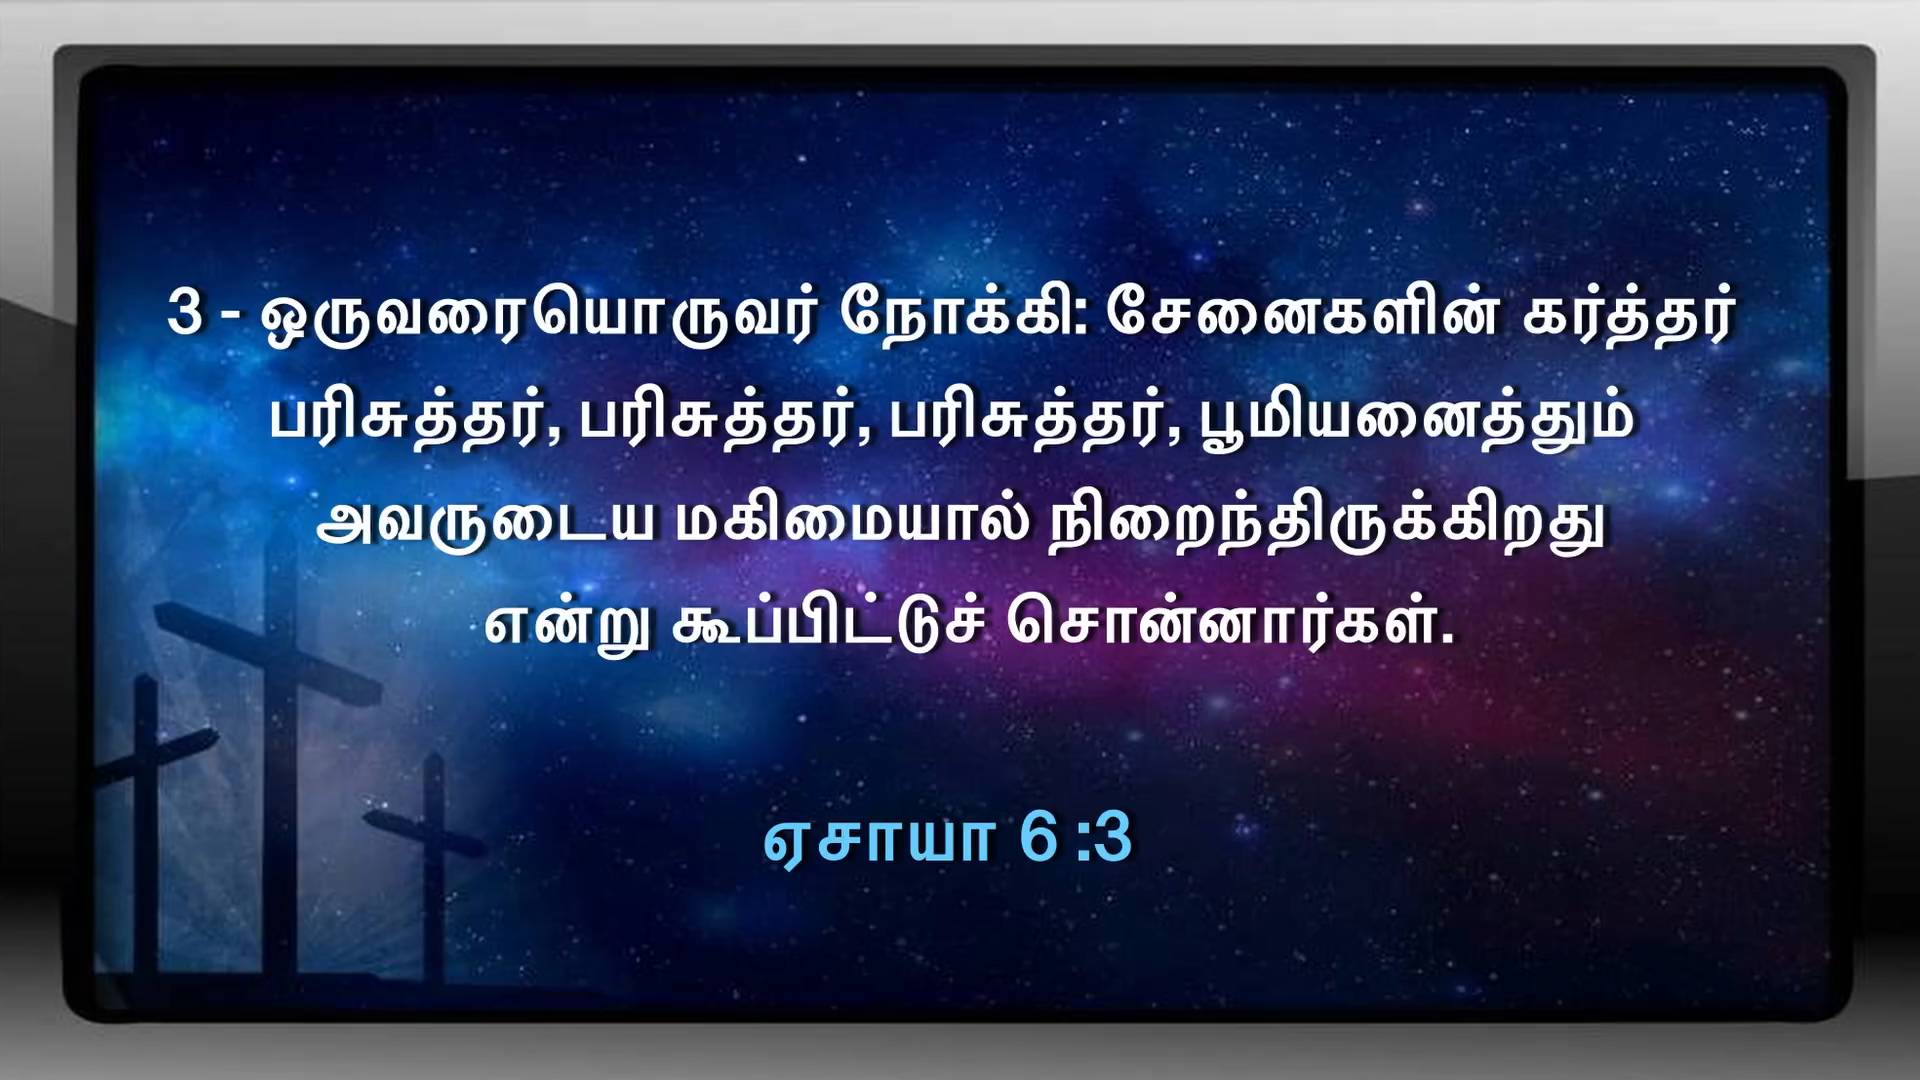 3 - ஒருவரையொருவர் நோக்கி: சேனைகளின் கர்த்தர்
பரிசுத்தர், பரிசுத்தர், பரிசுத்தர், பூமியனைத்தும்
அவருடைய மகிமையால் நிறைந்திருக்கிறது
என்று கூப்பிட்டுச் சொன்னார்கள்.
ஏசாயா 6 :3